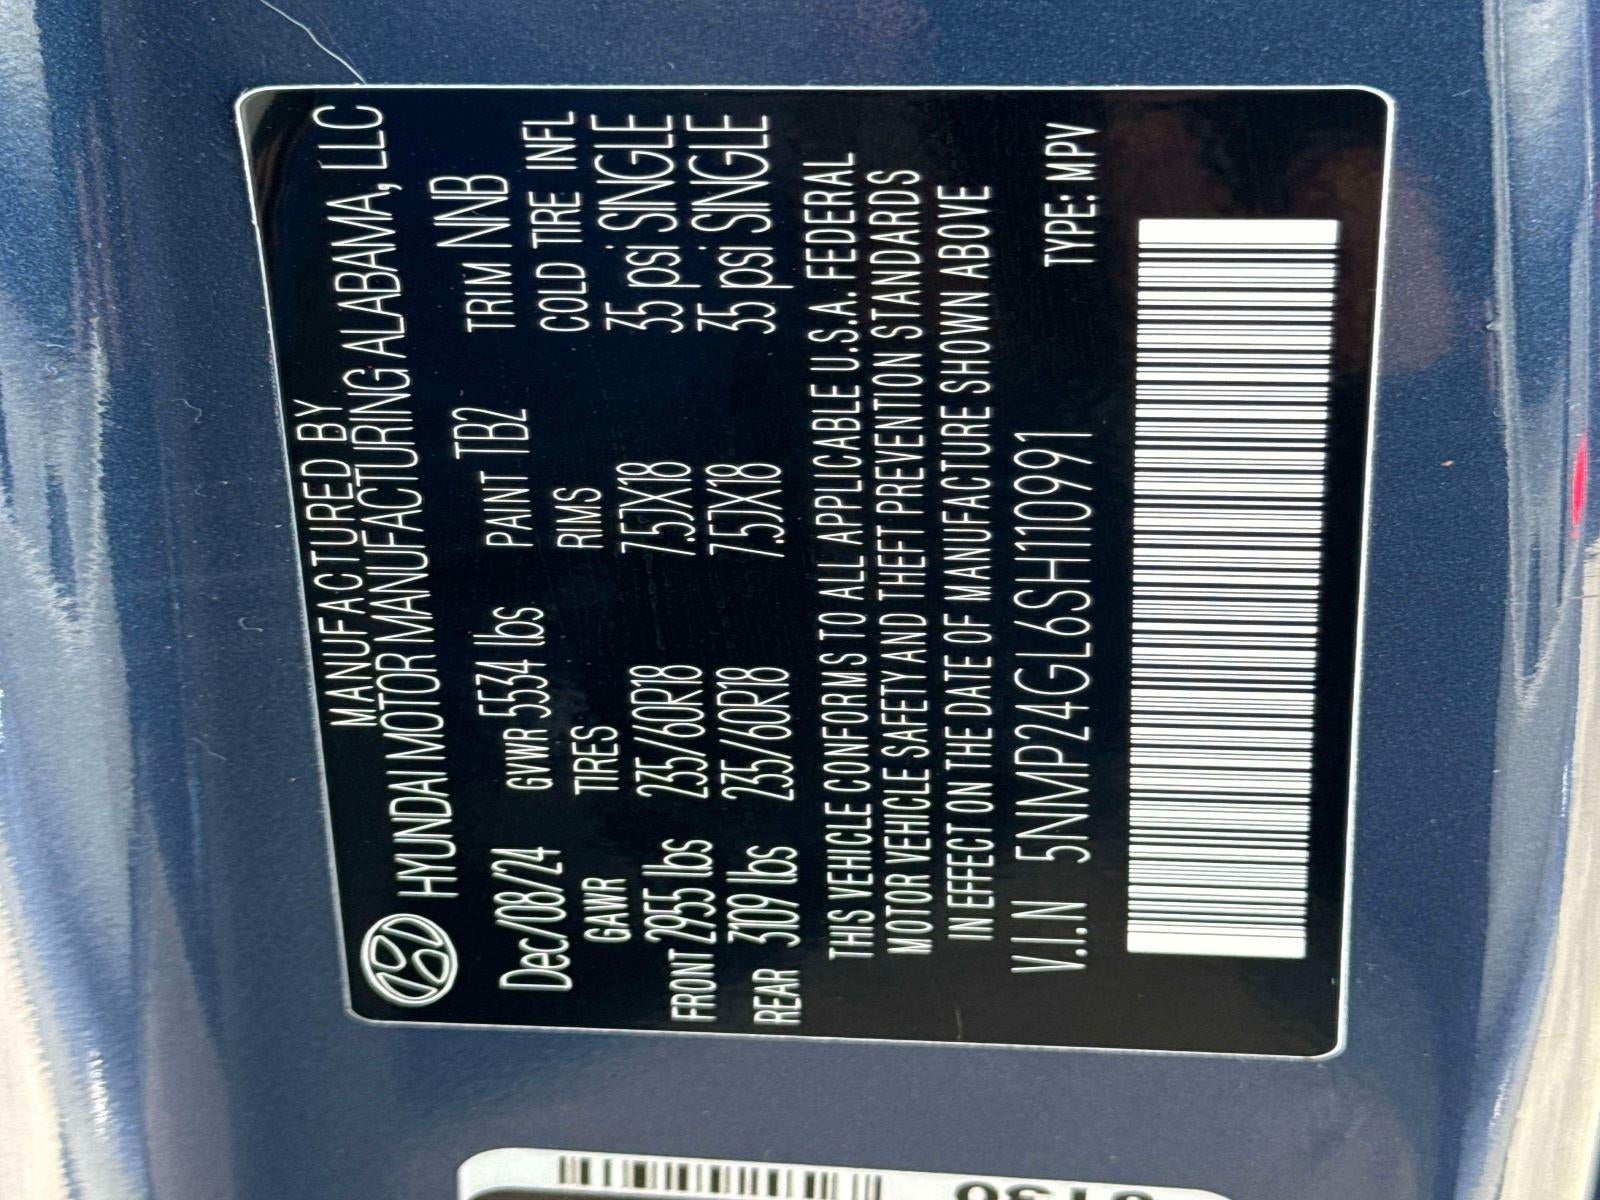 MANUFACTURED BY
HYUNDAI MOTOR MANUFACTURING ALABAMA, LLC
Dec/08/24 GVWR 5534 lbs PAINT TB2 TRIM NNB
GAWR TIRES RIMS COLD TIRE INFL
FRONT 2955 lbs 235/60R18 7.5JX18 35 psi SINGLE
REAR 3109 lbs 235/60R18 7.5JX18 35 psi SINGLE
THIS VEHICLE CONFORMS TO ALL APPLICABLE U.S.A. FEDERAL
MOTOR VEHICLE SAFETY AND THEFT PREVENTION STANDARDS
IN EFFECT ON THE DATE OF MANUFACTURE SHOWN ABOVE
V.I.N 5NMP24GL6SH110991 TYPE: MPV